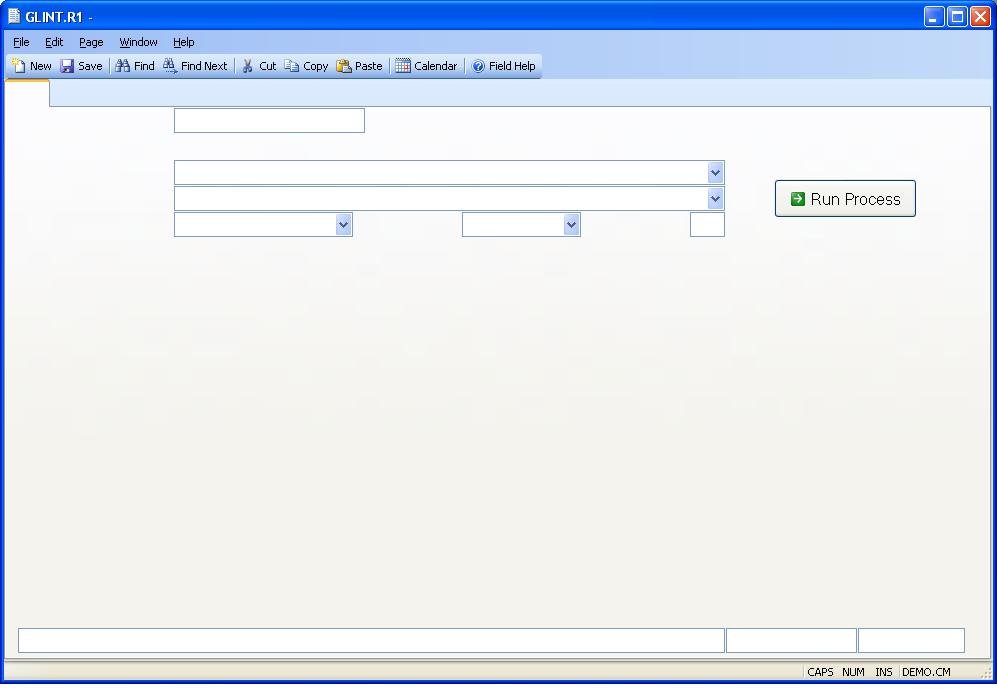 GLINT.R1 -
File Edit Page Window Help
New Save Find Find Next Cut Copy Paste Calendar Field Help
Run Process
CAPS NUM INS DEMO.CM